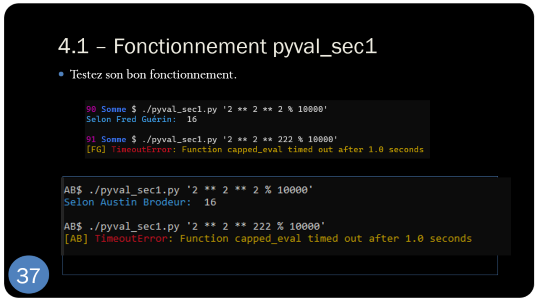 4.1 – Fonctionnement pyval_sec1
• Testez son bon fonctionnement.
90 Somme $ ./pyval_sec1.py '2 ** 2 ** 2 % 10000'
Selon Fred Guérin: 16
91 Somme $ ./pyval_sec1.py '2 ** 2 ** 222 % 10000'
[FG] TimeoutError: Function capped_eval timed out after 1.0 seconds
AB$ ./pyval_sec1.py '2 ** 2 ** 2 % 10000'
Selon Austin Brodeur: 16
AB$ ./pyval_sec1.py '2 ** 2 ** 222 % 10000'
[AB] TimeoutError: Function capped_eval timed out after 1.0 seconds
37